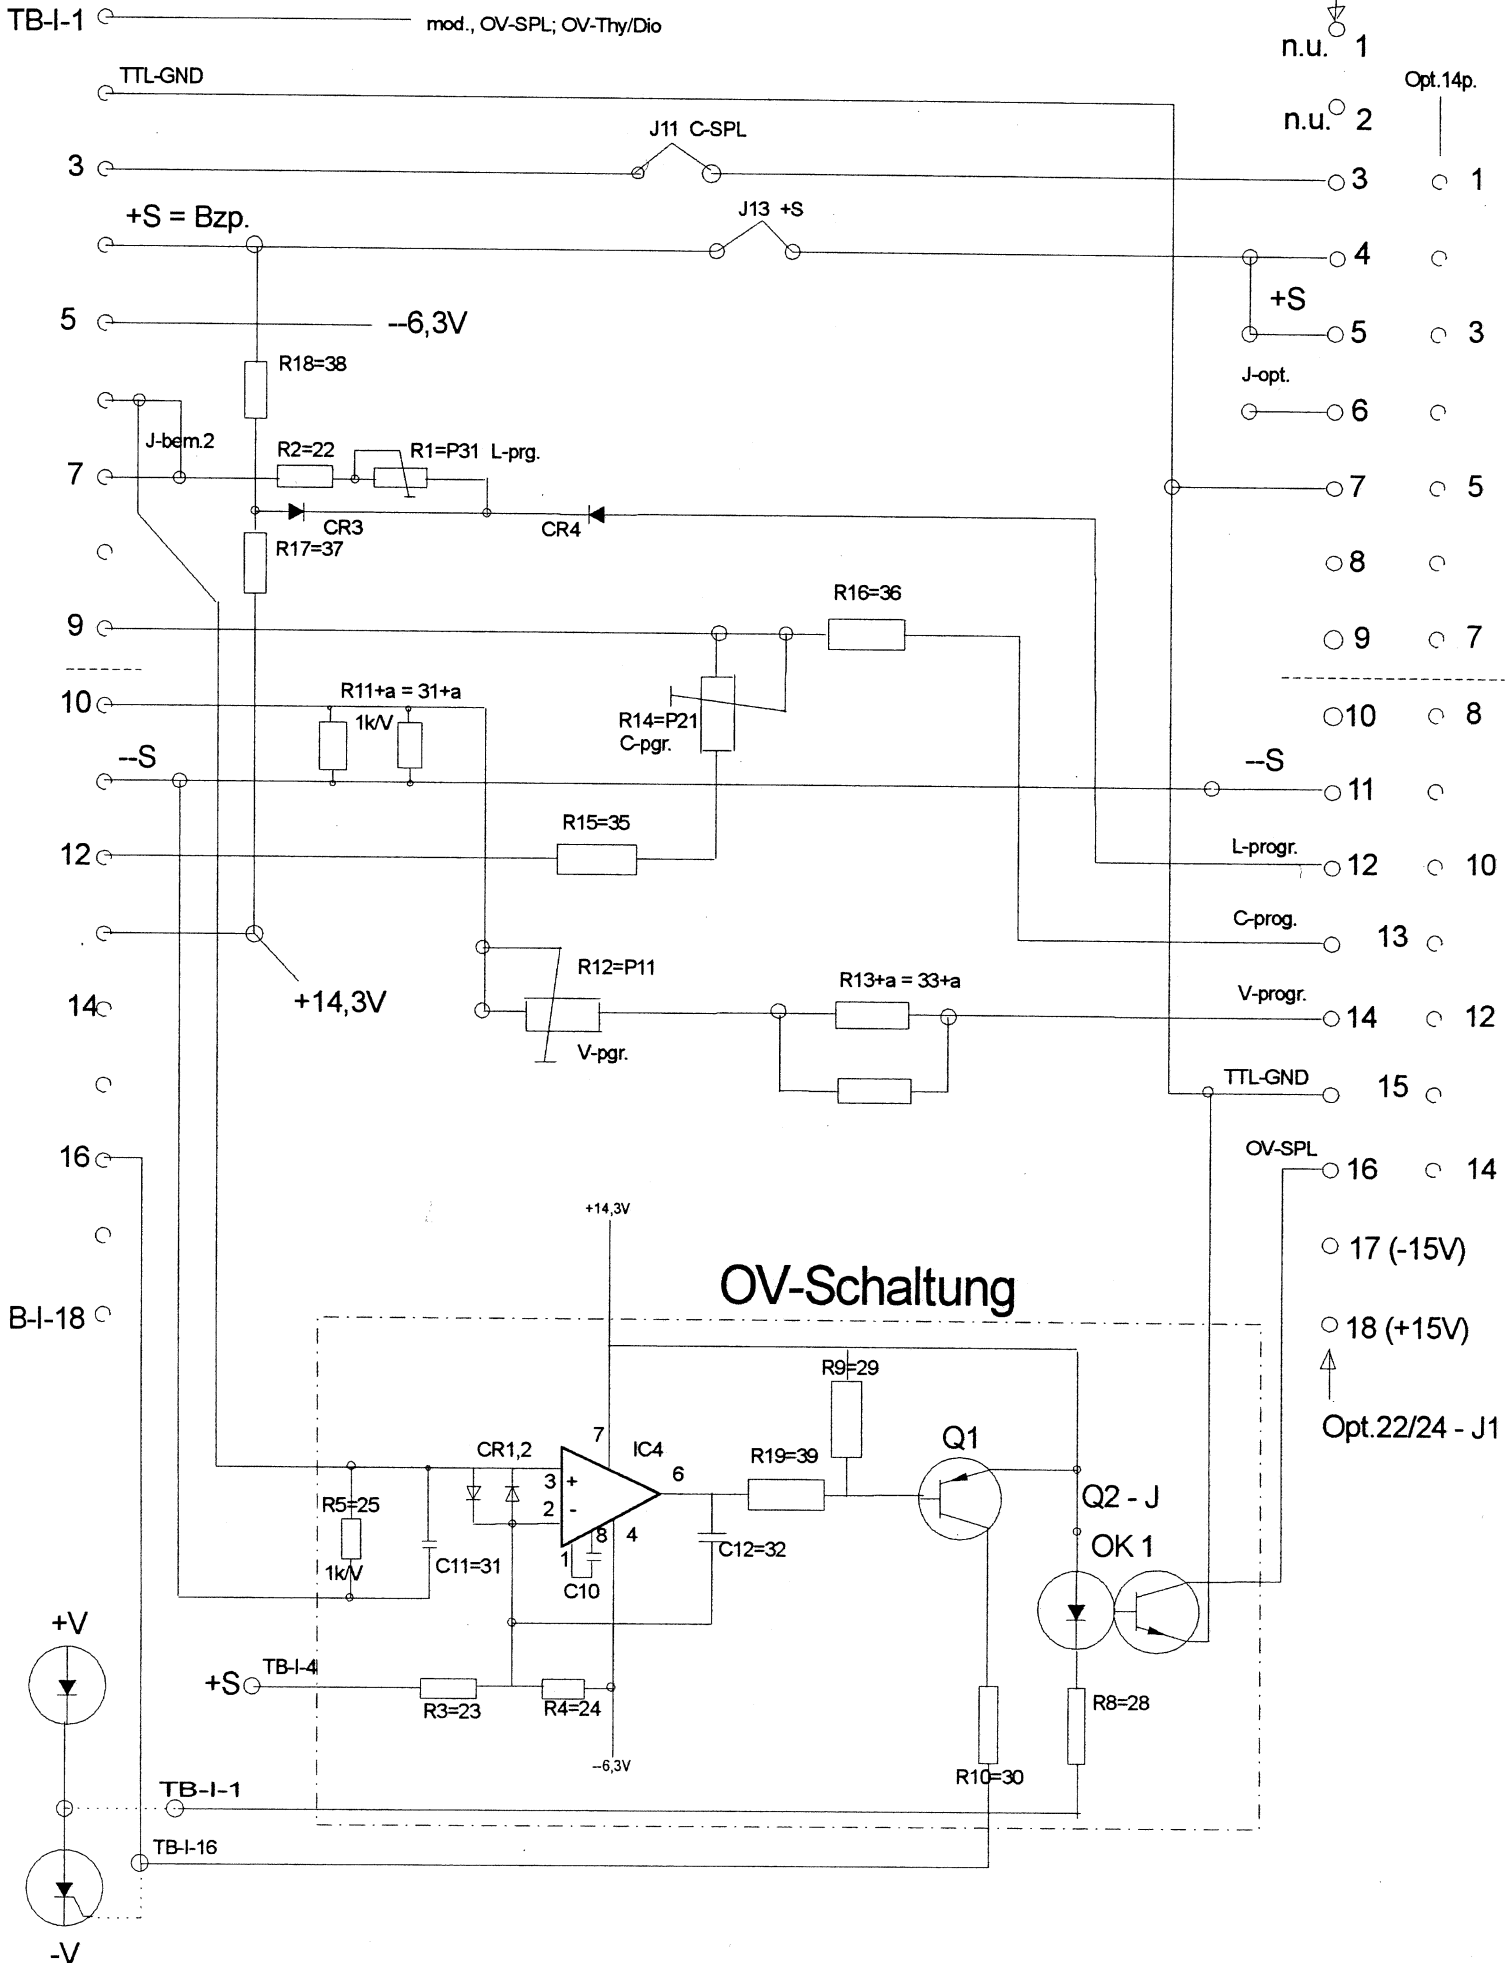 TB-I-1
mod., OV-SPL; OV-Thy/Dio
n.u. 1
TTL-GND
Opt.14p.
n.u. 2
J11 C-SPL
3
3
1
+S = Bzp.
J13 +S
4
+S
5
--6,3V
5
3
R18=38
J-opt.
6
J-bem.2
R2=22
R1=P31 L-prg.
7
7
5
CR3
CR4
R17=37
8
R16=36
9
9
7
10
R11+a = 31+a
1k/V
R14=P21
C-pgr.
10
8
--S
--S
11
R15=35
12
L-progr.
12
10
C-prog.
13
R12=P11
R13+a = 33+a
+14,3V
14
V-progr.
14
12
V-pgr.
TTL-GND
15
16
OV-SPL
16
14
+14,3V
17 (-15V)
OV-Schaltung
B-I-18
18 (+15V)
R9=29
Opt.22/24 - J1
7
IC4
Q1
CR1,2
R19=39
3
+
6
2
-
Q2 - J
R5=25
8
4
C12=32
OK 1
1
C11=31
1k/V
C10
+V
TB-I-4
+S
R3=23
R4=24
R8=28
--6,3V
R10=30
TB-I-1
TB-I-16
-V